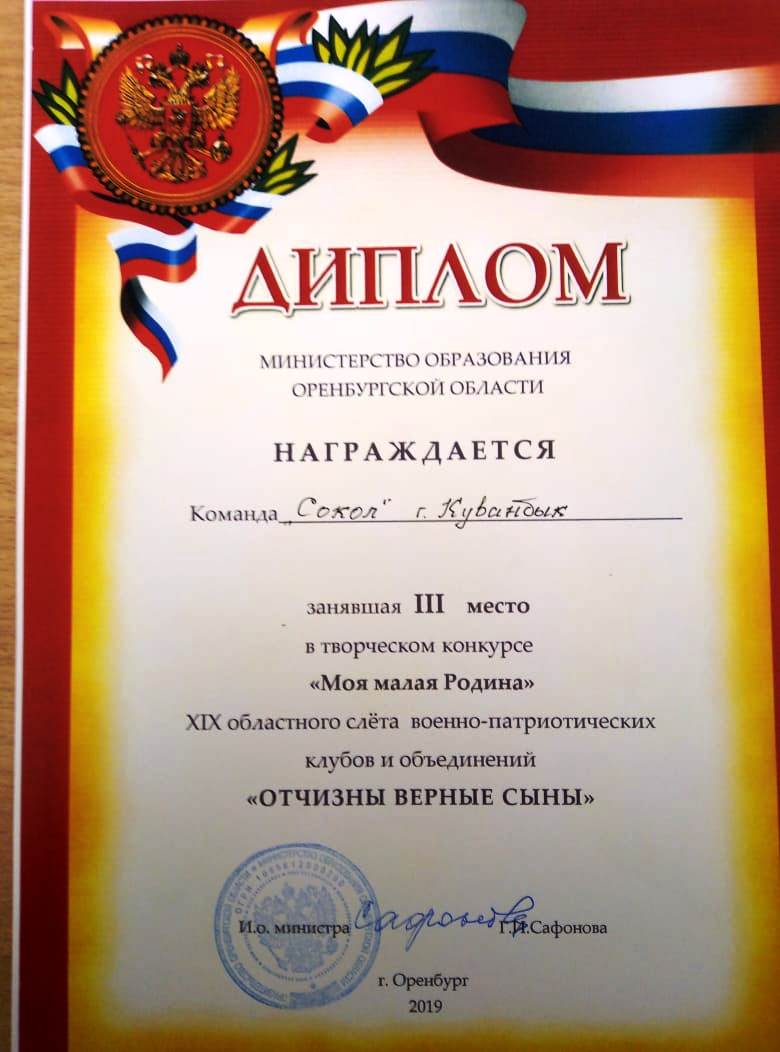 ДИПЛОМ
МИНИСТЕРСТВО ОБРАЗОВАНИЯ
ОРЕНБУРГСКОЙ ОБЛАСТИ
НАГРАЖДАЕТСЯ
Команда „Сокол" г. Кувандык
занявшая III место
в творческом конкурсе
«Моя малая Родина»
XIX областного слёта военно-патриотических
клубов и объединений
«ОТЧИЗНЫ ВЕРНЫЕ СЫНЫ»
И.о. министра Сафонова Г.И.Сафонова
г. Оренбург
2019